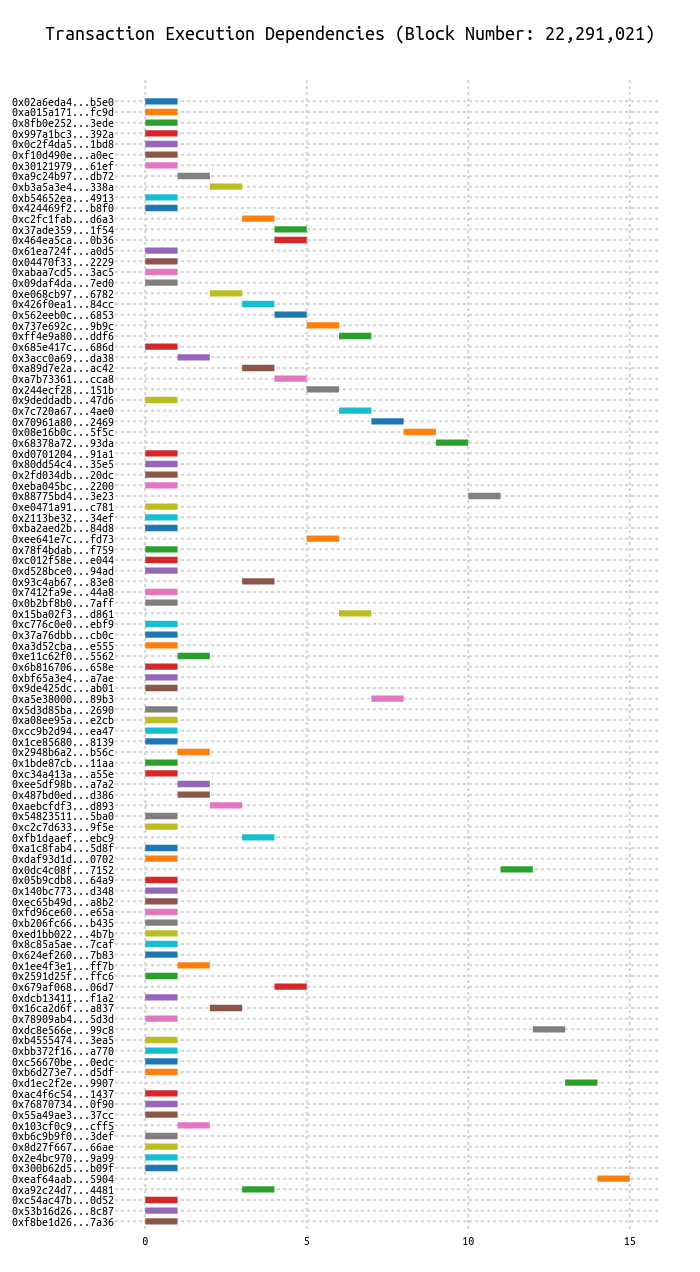 Transaction Execution Dependencies (Block Number: 22,291,021)
0x02a6eda4...b5e0
0xa015a171...fc9d
0x8fb0e252...3ede
0x997a1bc3...392a
0x0c2f4da5...1bd8
0xf10d490e...a0ec
0x30121979...61ef
0xa9c24b97...db72
0xb3a5a3e4...338a
0xb54652ea...4913
0x424469f2...b8f0
0xc2fc1fab...d6a3
0x37ade359...1f54
0x464ea5ca...0b36
0x61ea724f...a0d5
0x04470f33...2229
0xabaa7cd5...3ac5
0x09daf4da...7ed0
0xe068cb97...6782
0x426f0ea1...84cc
0x562eeb0c...6853
0x737e692c...9b9c
0xff4e9a80...ddf6
0x685e417c...686d
0x3acc0a69...da38
0xa89d7e2a...ac42
0xa7b73361...cca8
0x244ecf28...151b
0x9deddadb...47d6
0x7c720a67...4ae0
0x70961a80...2469
0x08e16b0c...5f5c
0x68378a72...93da
0xd0701204...91a1
0x80dd54c4...35e5
0x2fd034db...20dc
0xeba045bc...2200
0x88775bd4...3e23
0xe0471a91...c781
0x2113be32...34ef
0xba2aed2b...84d8
0xee641e7c...fd73
0x78f4bdab...f759
0xc012f58e...e044
0xd528bce0...94ad
0x93c4ab67...83e8
0x7412fa9e...44a8
0x0b2bf8b0...7aff
0x15ba02f3...d861
0xc776c0e0...ebf9
0x37a76dbb...cb0c
0xa3d52cba...e555
0xe11c62f0...5562
0x6b816706...658e
0xbf65a3e4...a7ae
0x9de425dc...ab01
0xa5e38000...89b3
0x5d3d85ba...2690
0xa08ee95a...e2cb
0xcc9b2d94...ea47
0x1ce85680...8139
0x2948b6a2...b56c
0x1bde87cb...11aa
0xc34a413a...a55e
0xee5df98b...a7a2
0x487bd0ed...d386
0xaebcfdf3...d893
0x54823511...5ba0
0xc2c7d633...9f5e
0xfb1daaef...ebc9
0xa1c8fab4...5d8f
0xdaf93d1d...0702
0x0dc4c08f...7152
0x05b9cdb8...64a9
0x140bc773...d348
0xec65b49d...a8b2
0xfd96ce60...e65a
0xb206fc66...b435
0xed1bb022...4b7b
0x8c85a5ae...7caf
0x624ef260...7b83
0x1ee4f3e1...ff7b
0x2591d25f...ffc6
0x679af068...06d7
0xdcb13411...f1a2
0x16ca2d6f...a837
0x78909ab4...5d3d
0xdc8e566e...99c8
0xb4555474...3ea5
0xbb372f16...a770
0xc56670be...0edc
0xb6d273e7...d5df
0xd1ec2f2e...9907
0xac4f6c54...1437
0x76870734...0f90
0x55a49ae3...37cc
0x103cf0c9...cff5
0xb6c9b9f0...3def
0x8d27f667...66ae
0x2e4bc970...9a99
0x300b62d5...b09f
0xeaf64aab...5904
0xa92c24d7...4481
0xc54ac47b...0d52
0x53b16d26...8c87
0xf8be1d26...7a36
0 5 10 15